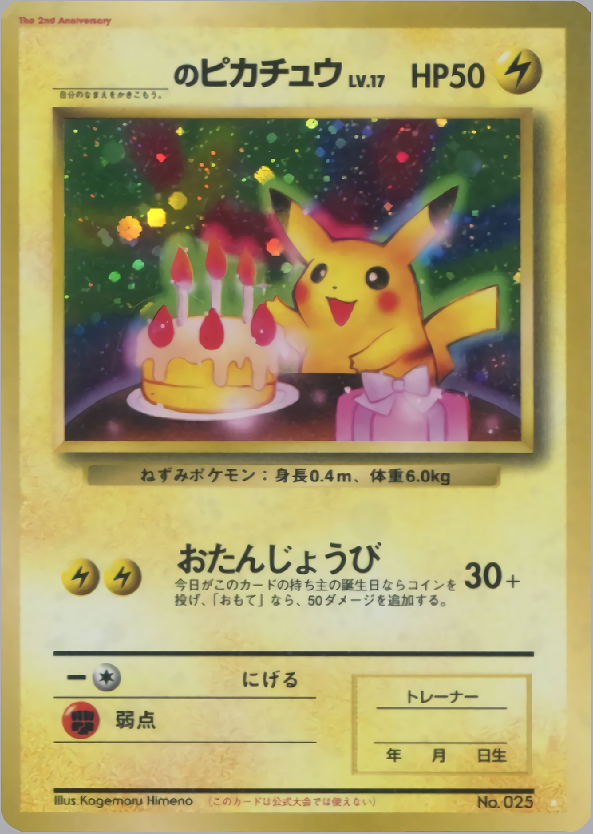 The 2nd Anniversary
のピカチュウ LV.17 HP50
自分のなまえをかきこもう。
ねずみポケモン：身長0.4m、体重6.0kg
おたんじょうび 30+
今日がこのカードの持ち主の誕生日ならコインを
投げ、「おもて」なら、50ダメージを追加する。
にげる
弱点
トレーナー
年 月 日生
Illus.Kagemaru Himeno （このカードは公式大会では使えない） No.025